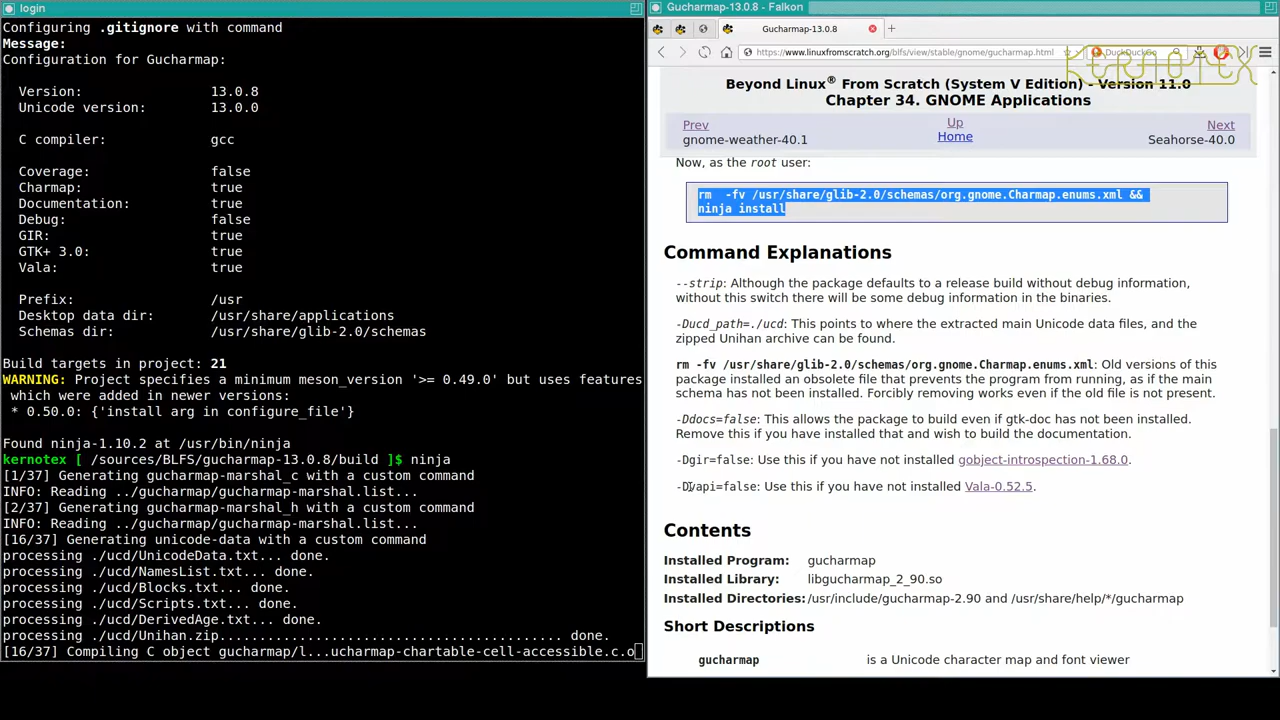 login
Configuring .gitignore with command
Message:
Configuration for Gucharmap:
Version: 13.0.8
Unicode version: 13.0.0
C compiler: gcc
Coverage: false
Charmap: true
Documentation: true
Debug: false
GIR: true
GTK+ 3.0: true
Vala: true
Prefix: /usr
Desktop data dir: /usr/share/applications
Schemas dir: /usr/share/glib-2.0/schemas
Build targets in project: 21
WARNING: Project specifies a minimum meson_version '>= 0.49.0' but uses features
which were added in newer versions:
* 0.50.0: {'install arg in configure_file'}
Found ninja-1.10.2 at /usr/bin/ninja
kernotex [ /sources/BLFS/gucharmap-13.0.8/build ]$ ninja
[1/37] Generating gucharmap-marshal_c with a custom command
INFO: Reading ../gucharmap/gucharmap-marshal.list...
[2/37] Generating gucharmap-marshal_h with a custom command
INFO: Reading ../gucharmap/gucharmap-marshal.list...
[16/37] Generating unicode-data with a custom command
processing ./ucd/UnicodeData.txt... done.
processing ./ucd/NamesList.txt... done.
processing ./ucd/Blocks.txt... done.
processing ./ucd/Scripts.txt... done.
processing ./ucd/DerivedAge.txt... done.
processing ./ucd/Unihan.zip........................................... done.
[16/37] Compiling C object gucharmap/l...ucharmap-chartable-cell-accessible.c.o
Gucharmap-13.0.8 - Falkon
Gucharmap-13.0.8
https://www.linuxfromscratch.org/blfs/view/stable/gnome/gucharmap.html
DuckDuckGo
KERNOTEX
Beyond Linux® From Scratch (System V Edition) - Version 11.0
Chapter 34. GNOME Applications
Prev Up Next
gnome-weather-40.1 Home Seahorse-40.0
Now, as the root user:
rm -fv /usr/share/glib-2.0/schemas/org.gnome.Charmap.enums.xml &&
ninja install
Command Explanations
--strip: Although the package defaults to a release build without debug information,
without this switch there will be some debug information in the binaries.
-Ducd_path=./ucd: This points to where the extracted main Unicode data files, and the
zipped Unihan archive can be found.
rm -fv /usr/share/glib-2.0/schemas/org.gnome.Charmap.enums.xml: Old versions of this
package installed an obsolete file that prevents the program from running, as if the main
schema has not been installed. Forcibly removing works even if the old file is not present.
-Ddocs=false: This allows the package to build even if gtk-doc has not been installed.
Remove this if you have installed that and wish to build the documentation.
-Dgir=false: Use this if you have not installed gobject-introspection-1.68.0.
-Dvapi=false: Use this if you have not installed Vala-0.52.5.
Contents
Installed Program: gucharmap
Installed Library: libgucharmap_2_90.so
Installed Directories: /usr/include/gucharmap-2.90 and /usr/share/help/*/gucharmap
Short Descriptions
gucharmap is a Unicode character map and font viewer